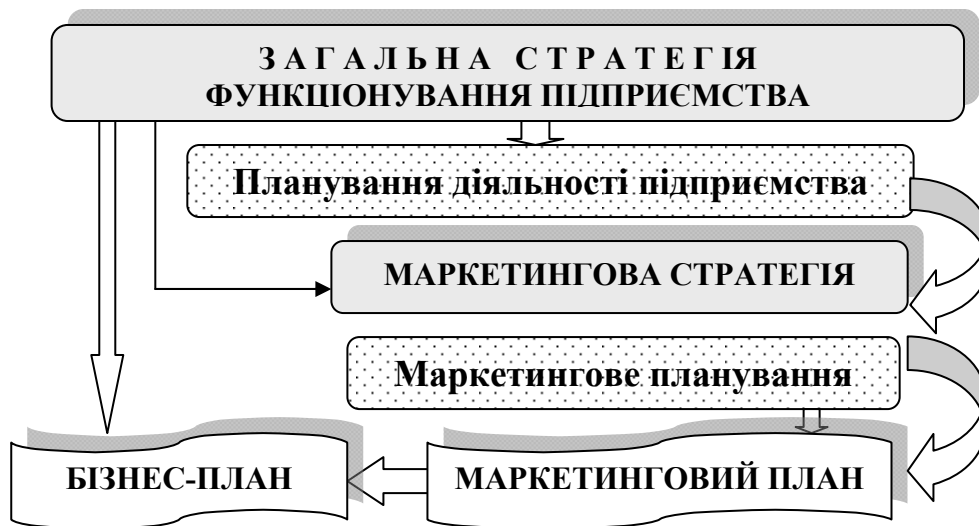 З А Г А Л Ь Н А С Т Р А Т Е Г І Я
ФУНКЦІОНУВАННЯ ПІДПРИЄМСТВА
Планування діяльності підприємства
МАРКЕТИНГОВА СТРАТЕГІЯ
Маркетингове планування
БІЗНЕС-ПЛАН
МАРКЕТИНГОВИЙ ПЛАН